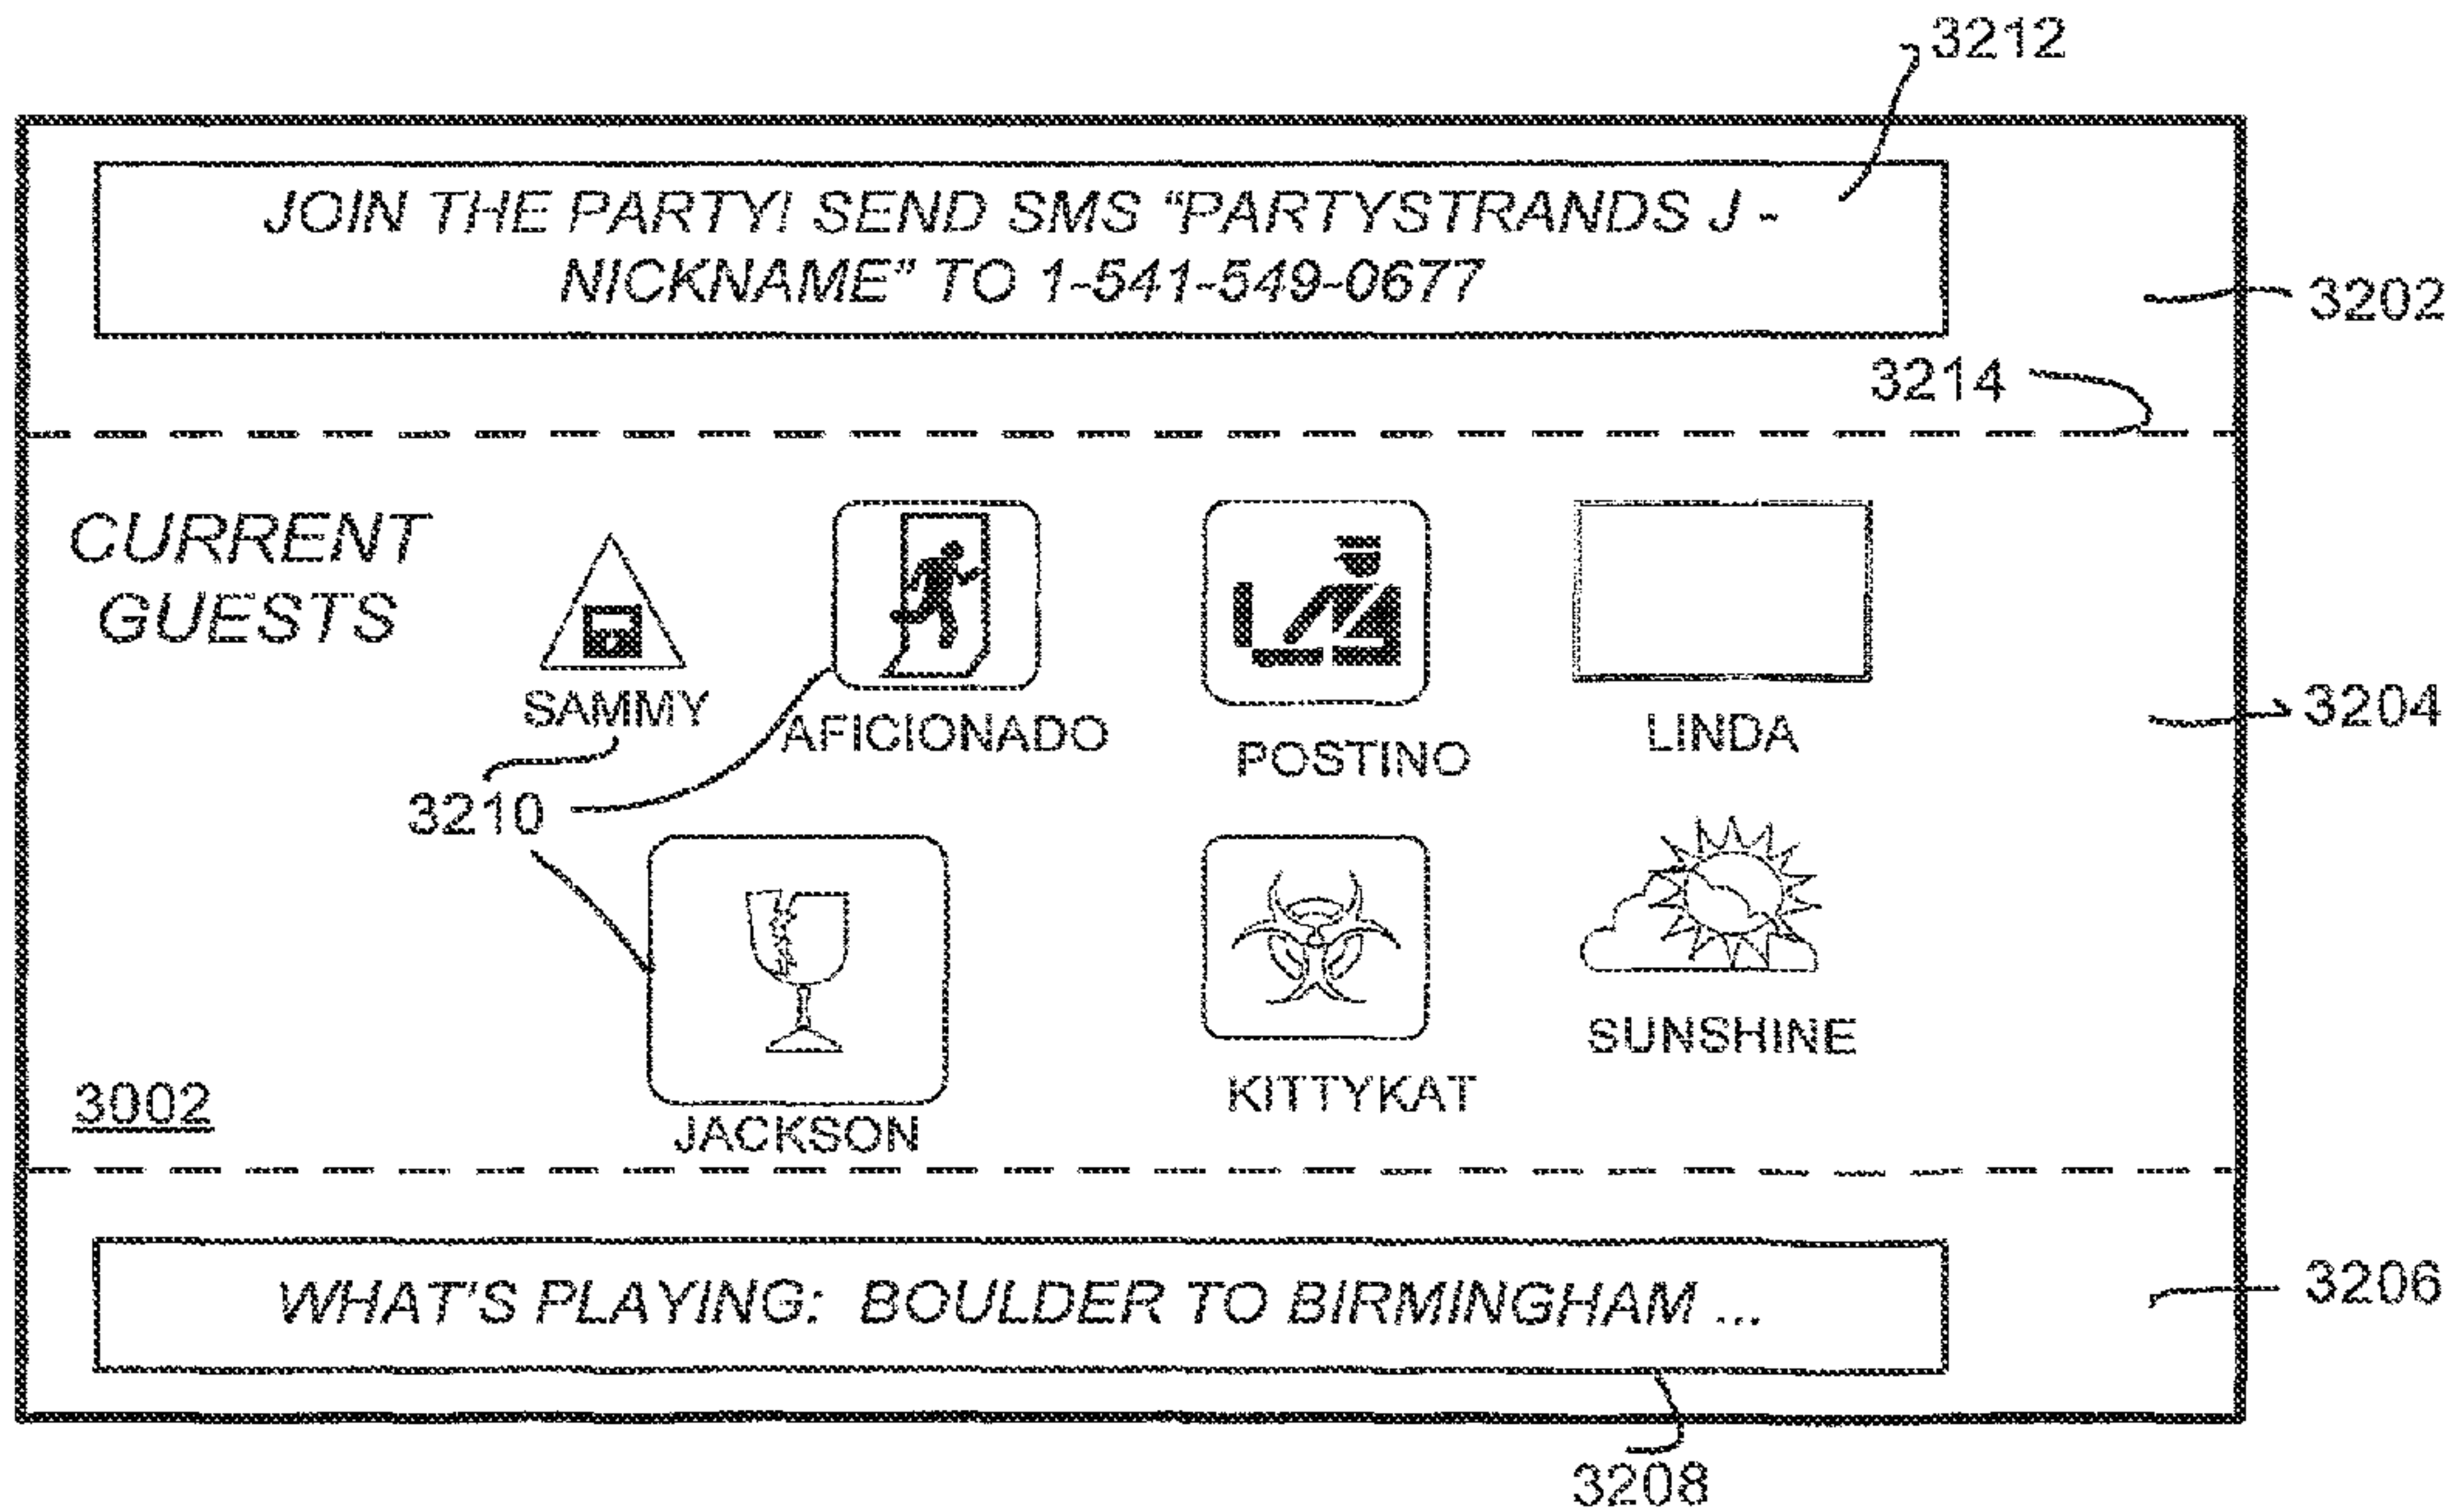 3212
JOIN THE PARTY! SEND SMS “PARTYSTRANDS J -
NICKNAME” TO 1-541-549-0677
3202
3214
CURRENT
GUESTS
SAMMY
AFICIONADO
POSTINO
LINDA
3204
3210
JACKSON
KITTYKAT
SUNSHINE
3002
WHAT'S PLAYING: BOULDER TO BIRMINGHAM ...
3206
3208